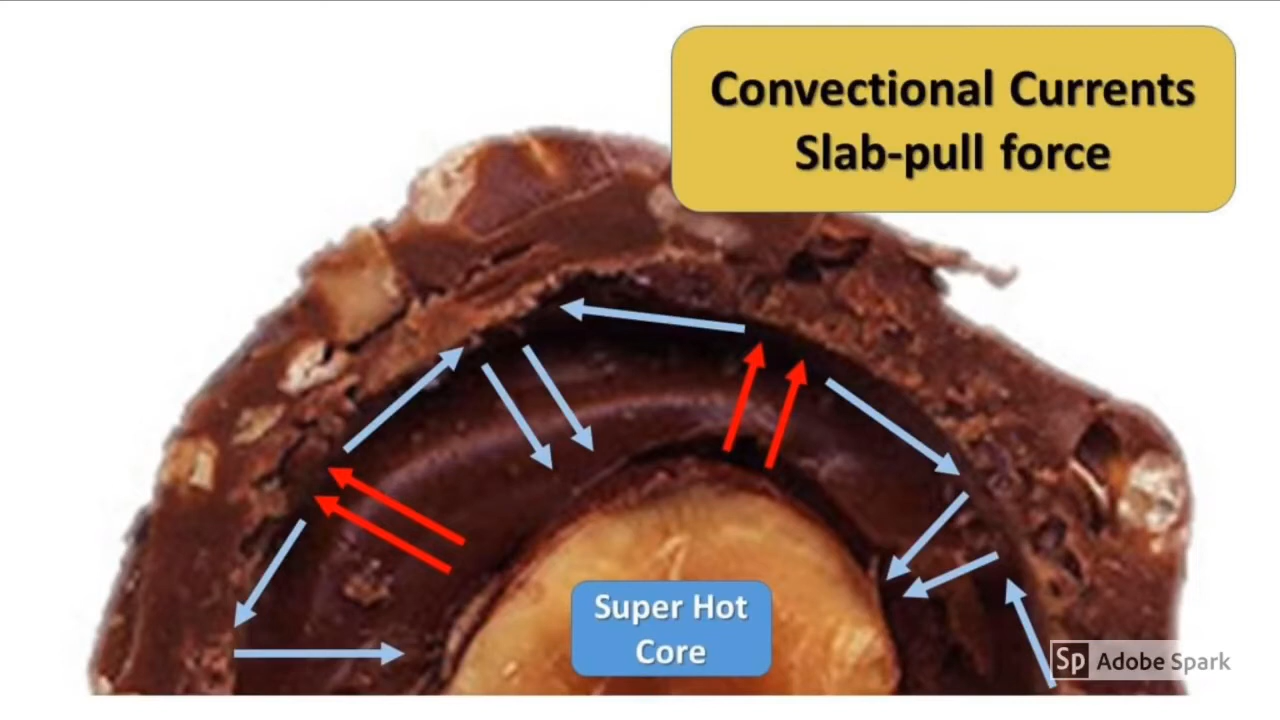 Convectional Currents
Slab-pull force
Super Hot
Core
Sp Adobe Spark